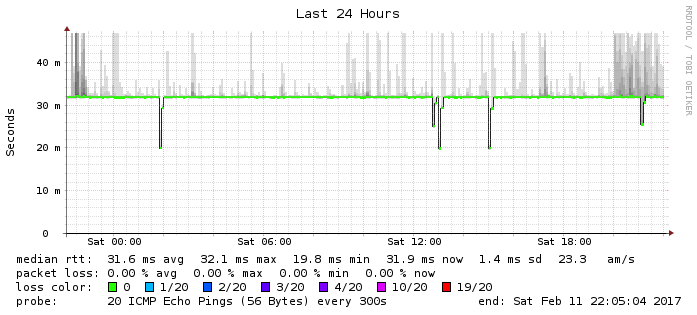 Last 24 Hours
RRDTOOL / TOBI OETIKER
Seconds
40 m
30 m
20 m
10 m
0
Sat 00:00 Sat 06:00 Sat 12:00 Sat 18:00
median rtt: 31.6 ms avg 32.1 ms max 19.8 ms min 31.9 ms now 1.4 ms sd 23.3 am/s
packet loss: 0.00 % avg 0.00 % max 0.00 % min 0.00 % now
loss color: 0 1/20 2/20 3/20 4/20 10/20 19/20
probe: 20 ICMP Echo Pings (56 Bytes) every 300s end: Sat Feb 11 22:05:04 2017